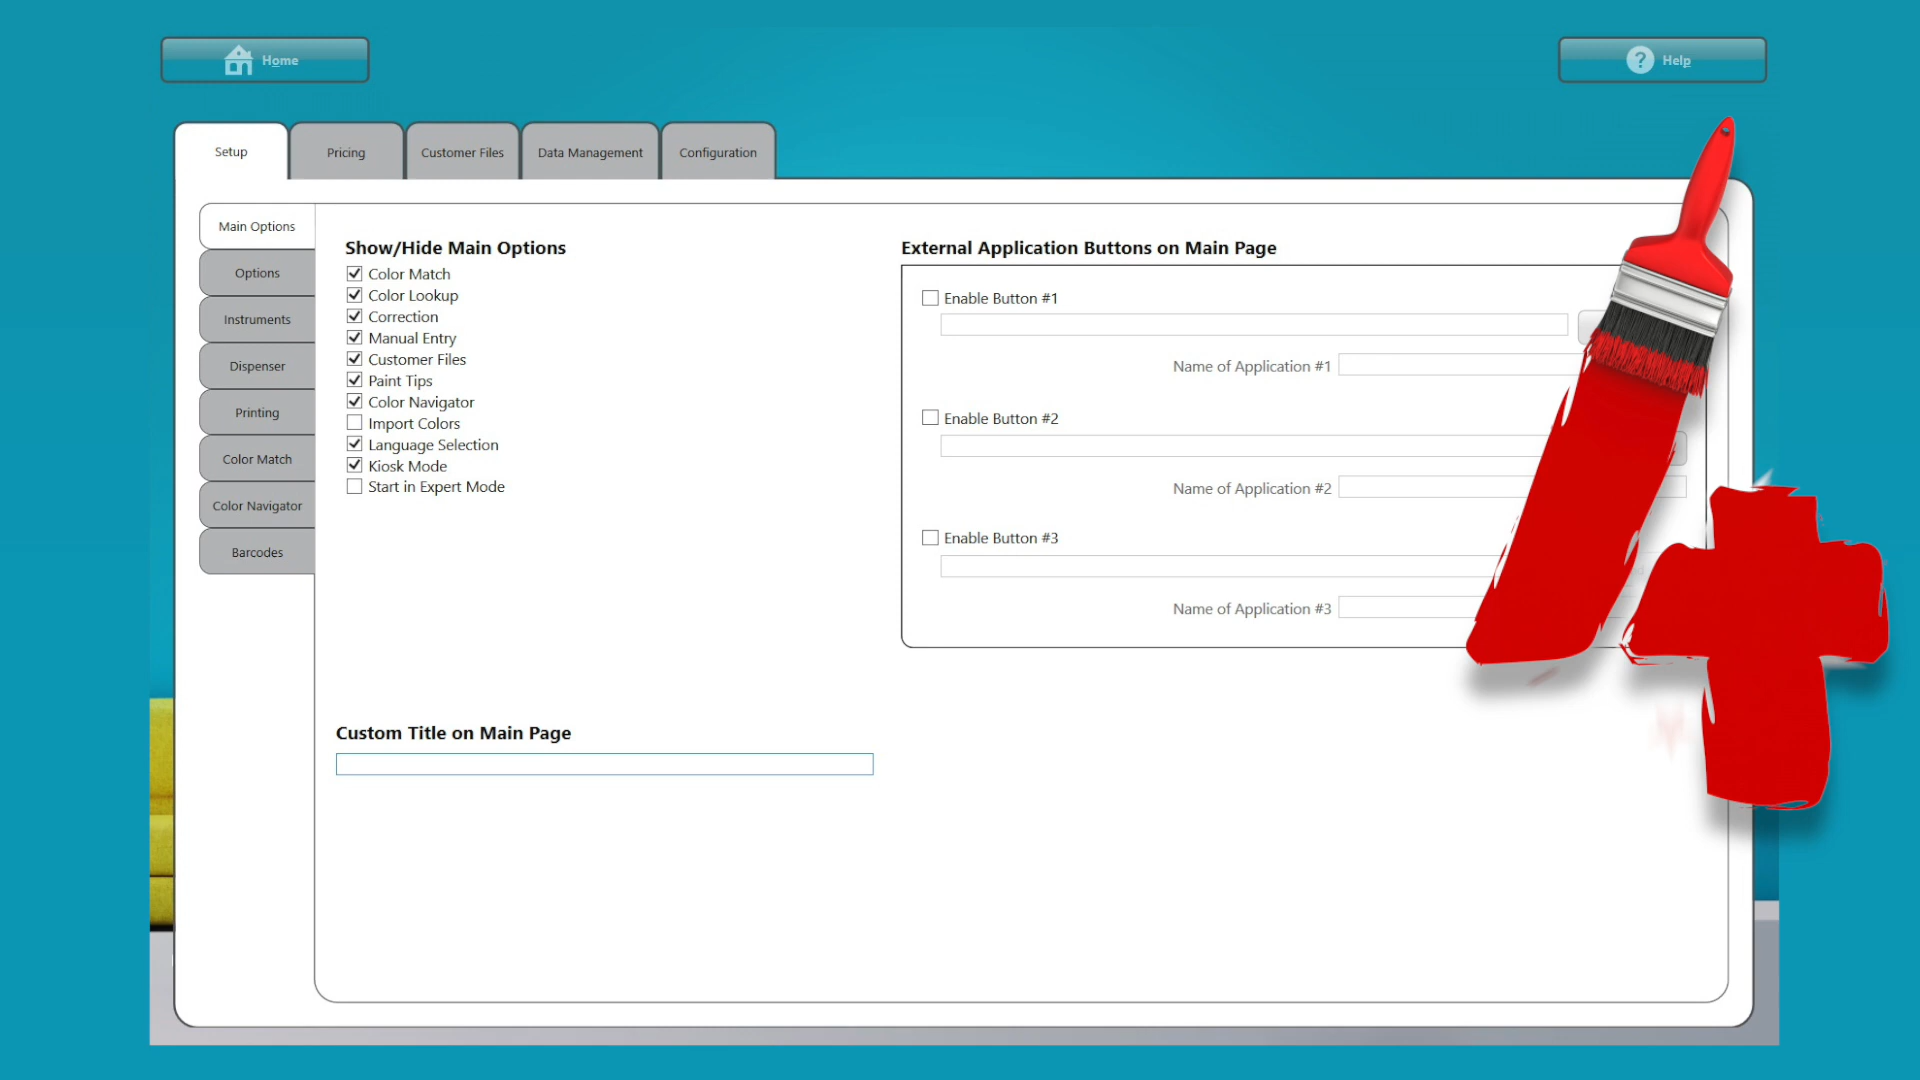 Home
? Help
Setup
Pricing
Customer Files
Data Management
Configuration
Main Options
Options
Instruments
Dispenser
Printing
Color Match
Color Navigator
Barcodes
Show/Hide Main Options
Color Match
Color Lookup
Correction
Manual Entry
Customer Files
Paint Tips
Color Navigator
Import Colors
Language Selection
Kiosk Mode
Start in Expert Mode
Custom Title on Main Page
External Application Buttons on Main Page
Enable Button #1
Name of Application #1
Enable Button #2
Name of Application #2
Enable Button #3
Name of Application #3